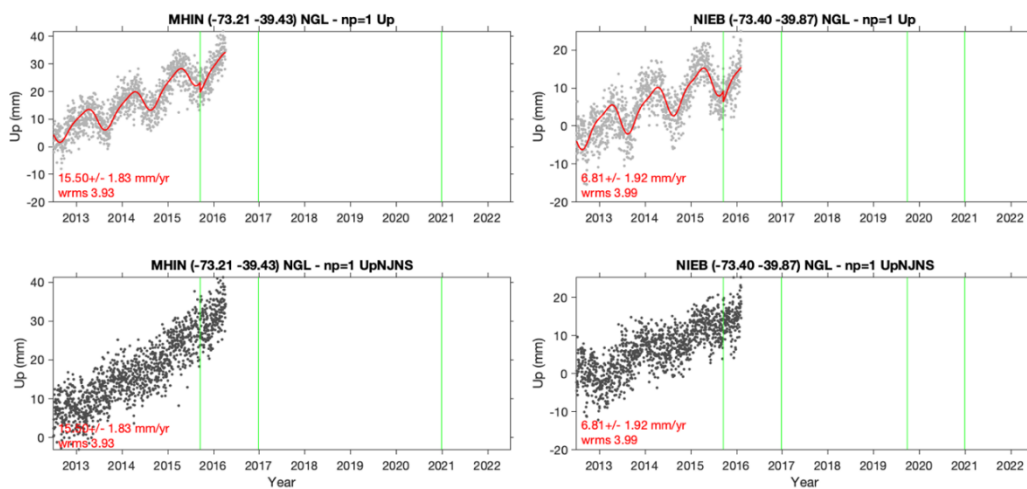 MHIN (-73.21 -39.43) NGL - np=1 Up
Up (mm)
40
30
20
10
0
-10
-20
15.50+/- 1.83 mm/yr
wrms 3.93
2013 2014 2015 2016 2017 2018 2019 2020 2021 2022
NIEB (-73.40 -39.87) NGL - np=1 Up
Up (mm)
20
10
0
-10
-20
6.81+/- 1.92 mm/yr
wrms 3.99
2013 2014 2015 2016 2017 2018 2019 2020 2021 2022
MHIN (-73.21 -39.43) NGL - np=1 UpNJNS
Up (mm)
40
30
20
10
0
15.50+/- 1.83 mm/yr
wrms 3.93
2013 2014 2015 2016 2017 2018 2019 2020 2021 2022
Year
NIEB (-73.40 -39.87) NGL - np=1 UpNJNS
Up (mm)
20
10
0
-10
-20
6.81+/- 1.92 mm/yr
wrms 3.99
2013 2014 2015 2016 2017 2018 2019 2020 2021 2022
Year